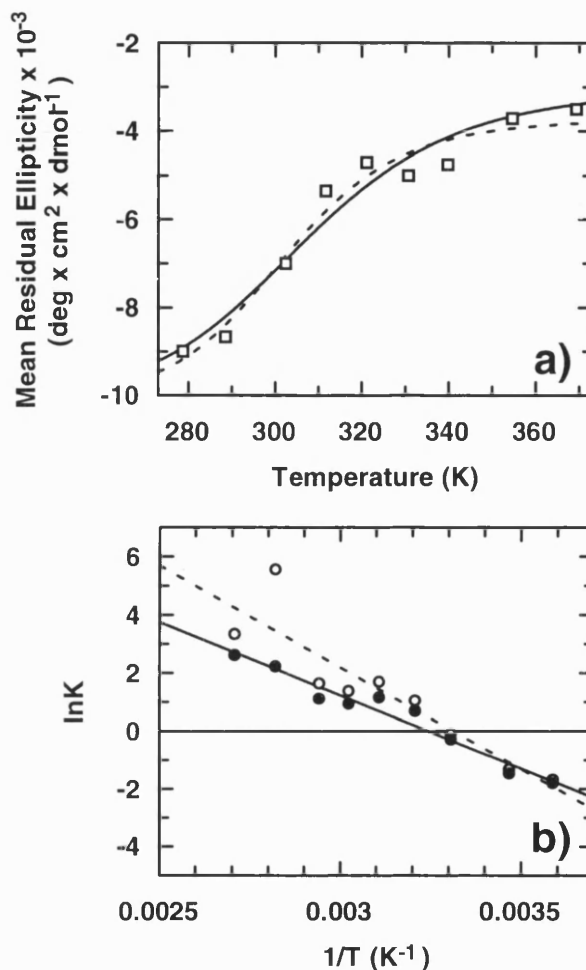 Mean Residual Ellipticity x 10-3
(deg x cm2 x drnol-1)
-2
-4
-6
-8
-10
a)
280 300 320 340 360
Temperature (K)
lnK
6
4
2
0
-2
-4
b)
0.0025 0.003 0.0035
1/T (K-1)